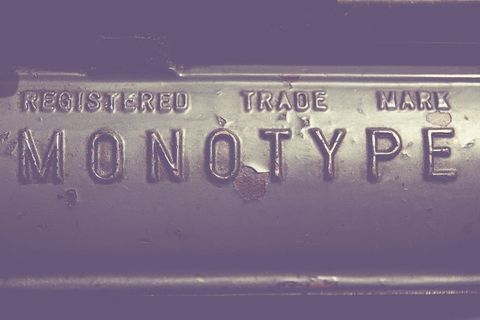 REGISTERED TRADE MARK
MONOTYPE